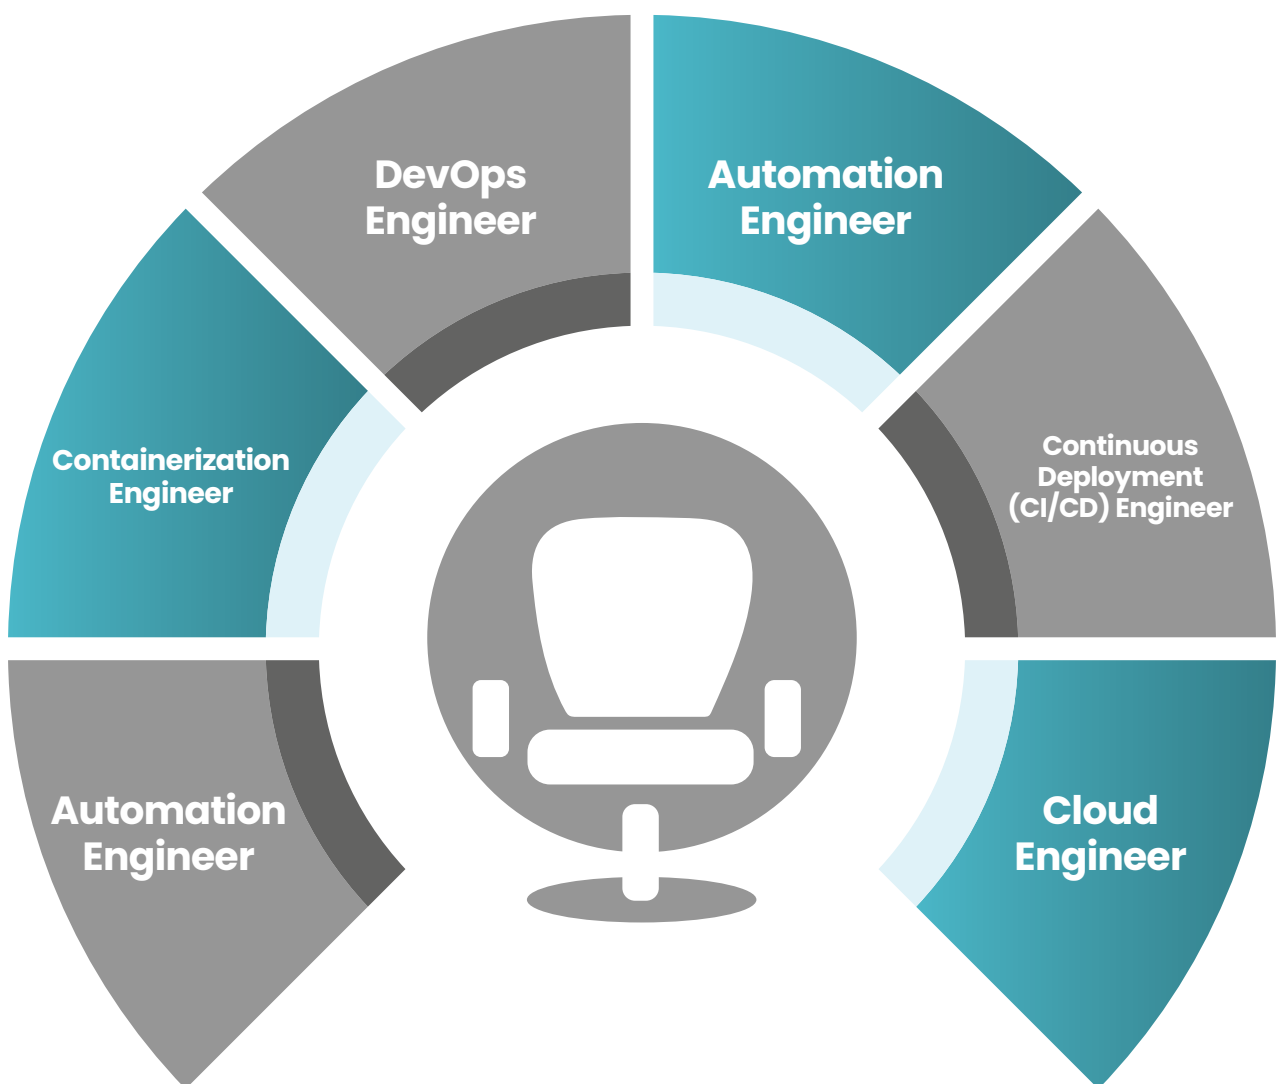 DevOps
Engineer
Automation
Engineer
Containerization
Engineer
Continuous
Deployment
(CI/CD) Engineer
Automation
Engineer
Cloud
Engineer